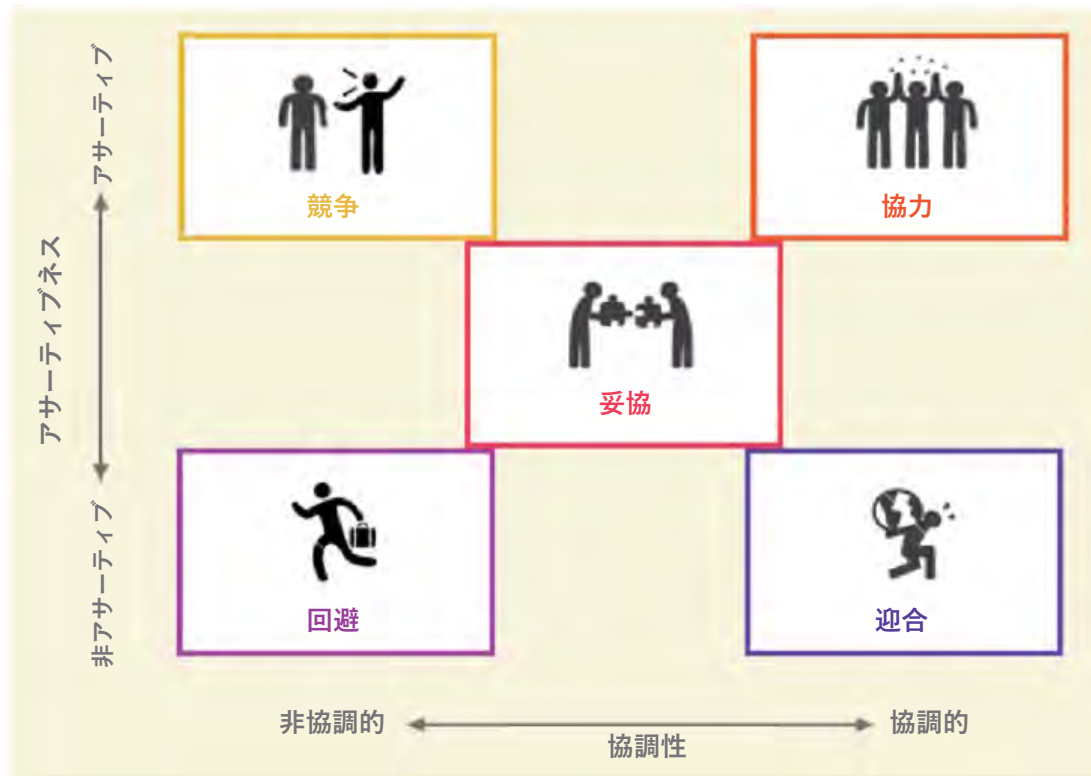 アサーティブ
競争
協力
アサーティブネス
妥協
非アサーティブ
回避
迎合
非協調的
協調的
協調性